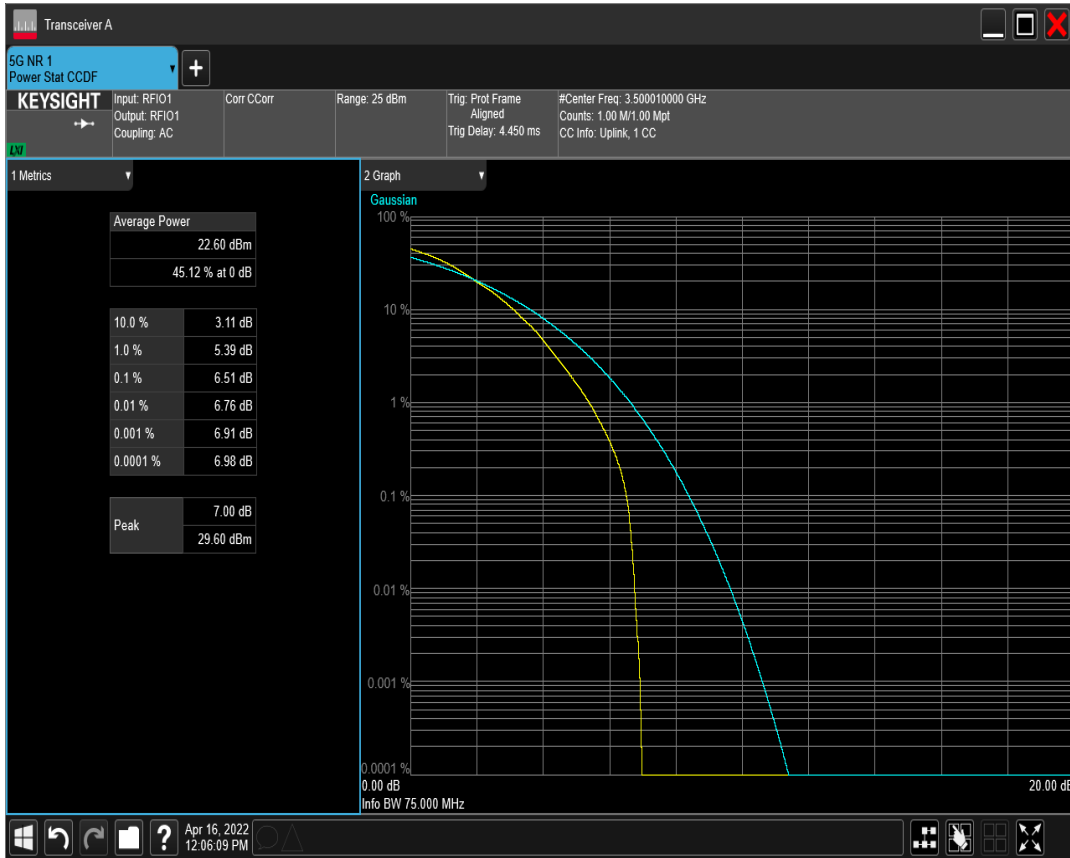 Transceiver A
5G NR 1
Power Stat CCDF
+
KEYSIGHT
LXI
Input: RFIO1
Output: RFIO1
Coupling: AC
Corr CCorr
Range: 25 dBm
Trig: Prot Frame
Aligned
Trig Delay: 4.450 ms
#Center Freq: 3.500010000 GHz
Counts: 1.00 M/1.00 Mpt
CC Info: Uplink, 1 CC
1 Metrics
Average Power
22.60 dBm
45.12 % at 0 dB
10.0 % 3.11 dB
1.0 % 5.39 dB
0.1 % 6.51 dB
0.01 % 6.76 dB
0.001 % 6.91 dB
0.0001 % 6.98 dB
Peak
7.00 dB
29.60 dBm
2 Graph
Gaussian
100 %
10 %
1 %
0.1 %
0.01 %
0.001 %
0.0001 %
0.00 dB 20.00 dB
Info BW 75.000 MHz
?
Apr 16, 2022
12:06:09 PM